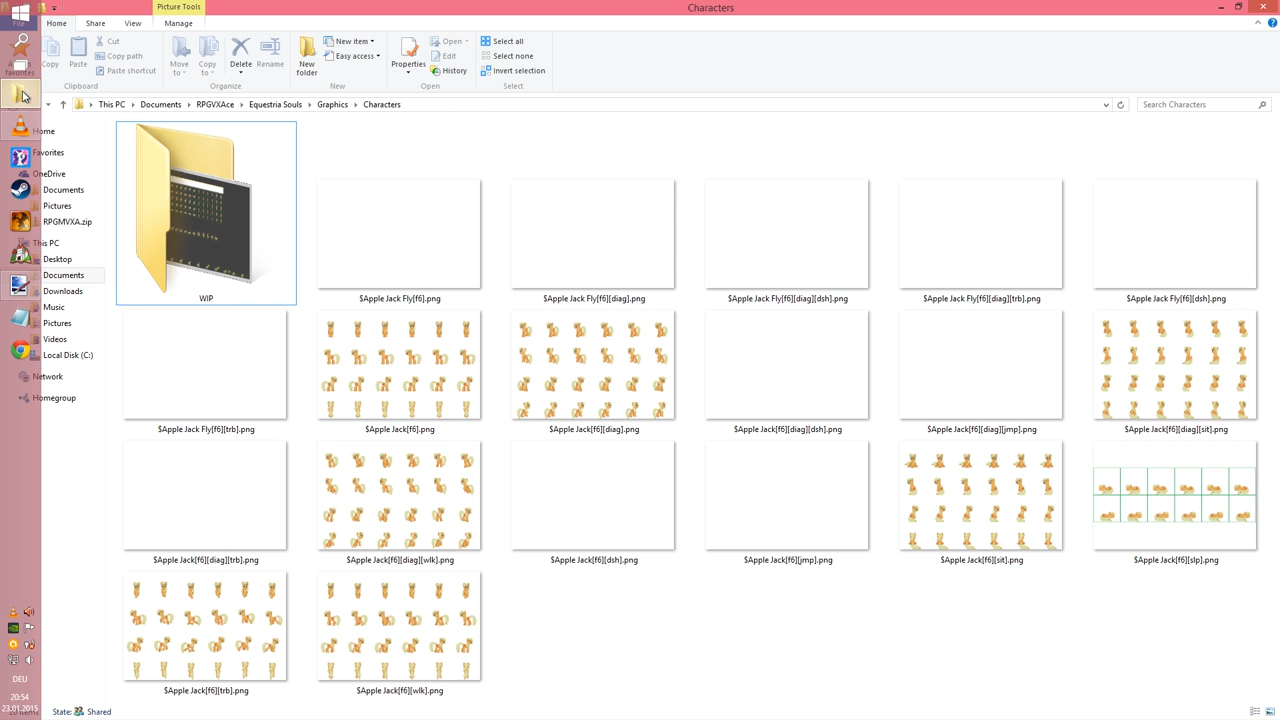 Picture Tools
Characters
File
Home
Share
View
Manage
Copy
Paste
Cut
Copy path
Paste shortcut
Move to
Copy to
Delete
Rename
New folder
New item
Easy access
Properties
Open
Edit
History
Select all
Select none
Invert selection
favorites
Clipboard
Organize
New
Open
Select
This PC
Documents
RPGVXAce
Equestria Souls
Graphics
Characters
Search Characters
Home
Favorites
OneDrive
Documents
Pictures
RPGMVXA.zip
This PC
Desktop
Documents
Downloads
Music
Pictures
Videos
Local Disk (C:)
Network
Homegroup
WIP
$Apple Jack Fly[f6].png
$Apple Jack Fly[f6][diag].png
$Apple Jack Fly[f6][diag][dsh].png
$Apple Jack Fly[f6][diag][trb].png
$Apple Jack Fly[f6][dsh].png
$Apple Jack Fly[f6][trb].png
$Apple Jack[f6].png
$Apple Jack[f6][diag].png
$Apple Jack[f6][diag][dsh].png
$Apple Jack[f6][diag][jmp].png
$Apple Jack[f6][diag][sit].png
$Apple Jack[f6][diag][trb].png
$Apple Jack[f6][diag][wlk].png
$Apple Jack[f6][dsh].png
$Apple Jack[f6][jmp].png
$Apple Jack[f6][sit].png
$Apple Jack[f6][slp].png
$Apple Jack[f6][trb].png
$Apple Jack[f6][wlk].png
DEU
20:54
23.01.2015
State: Shared